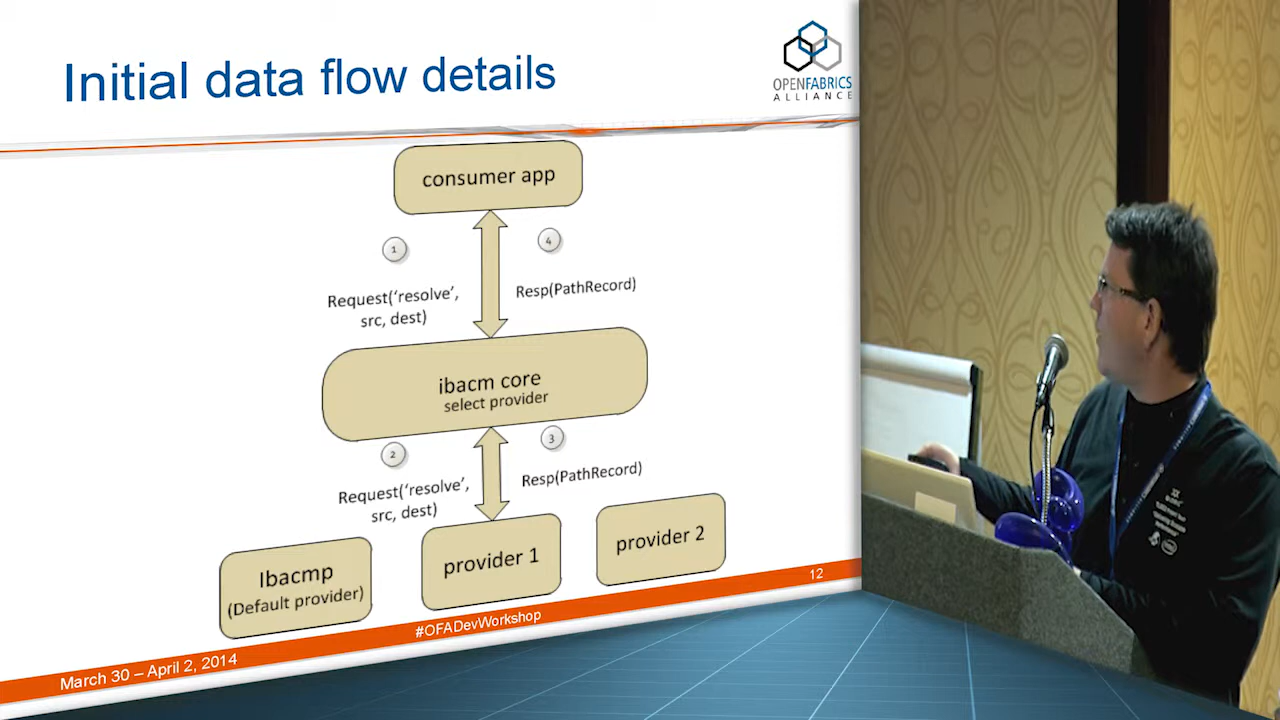 Initial data flow details
OPENFABRICS
ALLIANCE
consumer app
1
4
Request('resolve',
src, dest)
Resp(PathRecord)
ibacm core
select provider
2
3
Request('resolve',
src, dest)
Resp(PathRecord)
Ibacmp
(Default provider)
provider 1
provider 2
12
#OFADevWorkshop
March 30 – April 2, 2014